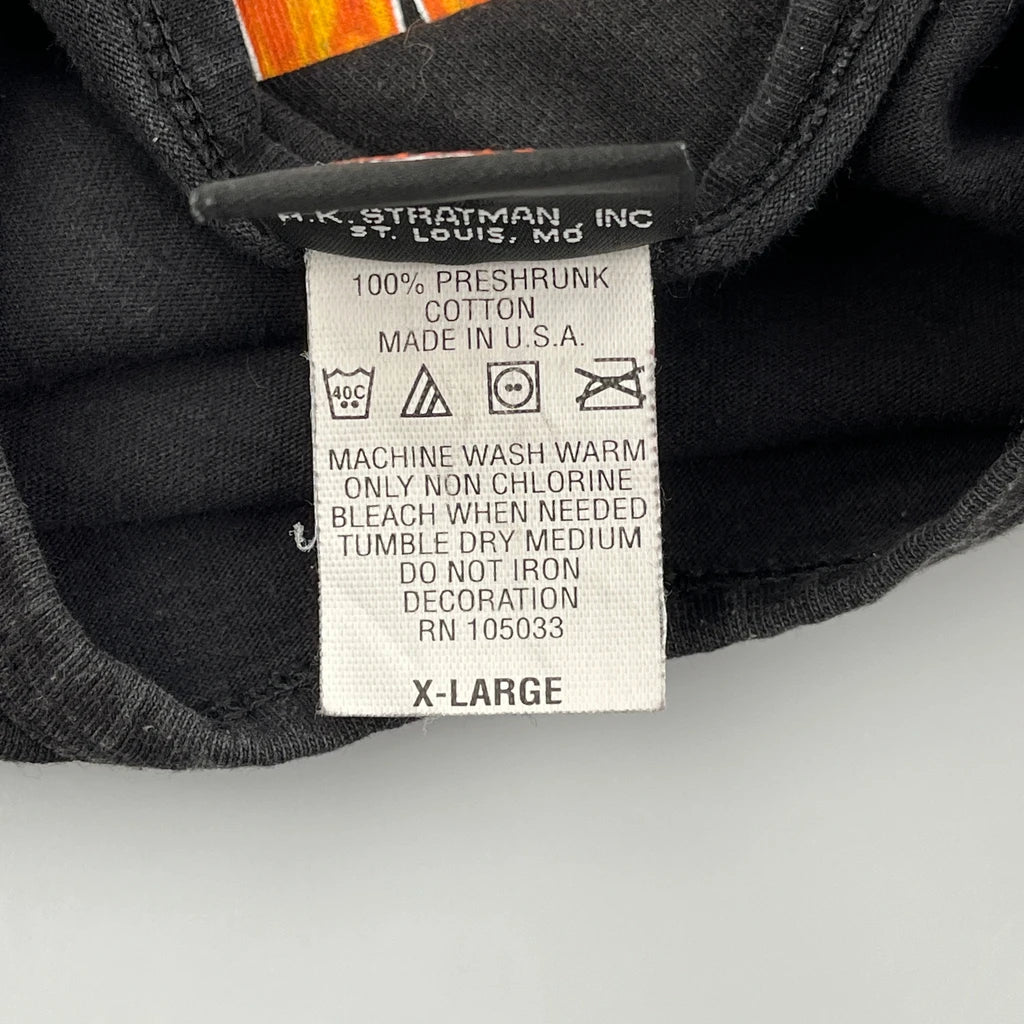 R.K. STRATMAN, INC
ST. LOUIS, MO
100% PRESHRUNK
COTTON
MADE IN U.S.A.
40C
MACHINE WASH WARM
ONLY NON CHLORINE
BLEACH WHEN NEEDED
TUMBLE DRY MEDIUM
DO NOT IRON
DECORATION
RN 105033
X-LARGE